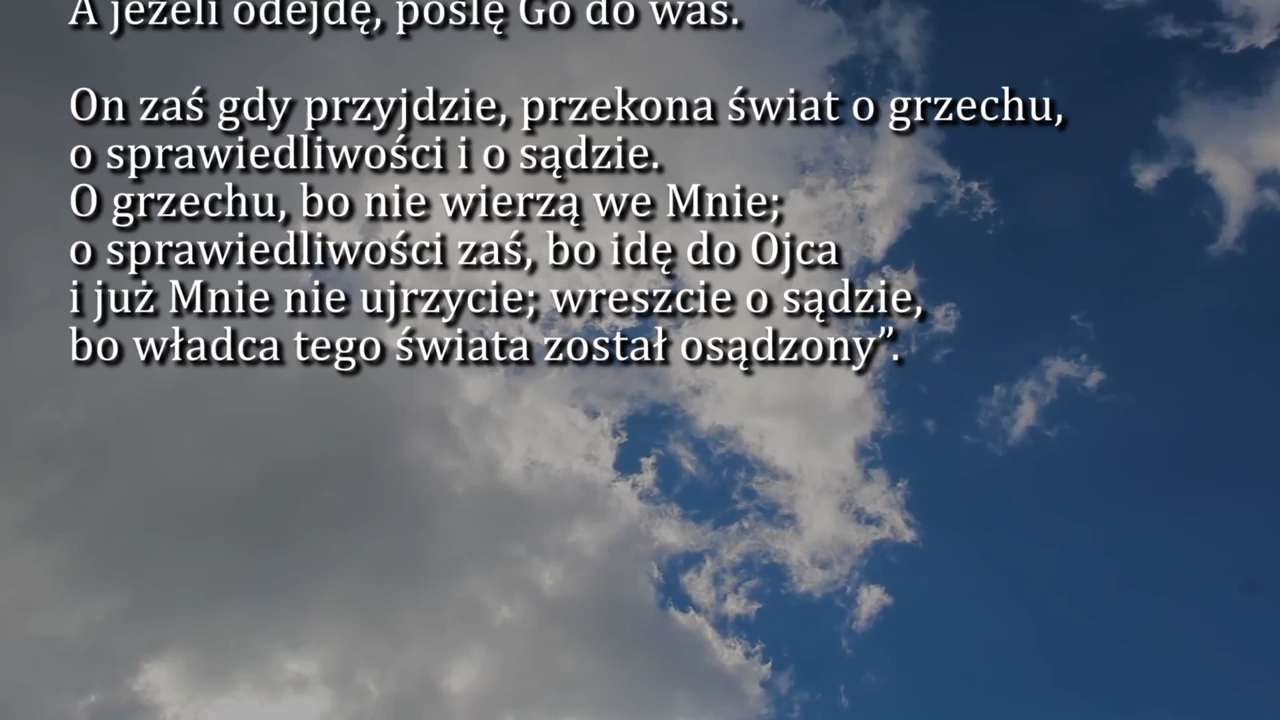 A jeżeli odejdę, poślę Go do was.
On zaś gdy przyjdzie, przekona świat o grzechu,
o sprawiedliwości i o sądzie.
O grzechu, bo nie wierzą we Mnie;
o sprawiedliwości zaś, bo idę do Ojca
i już Mnie nie ujrzycie; wreszcie o sądzie,
bo władca tego świata został osądzony”.